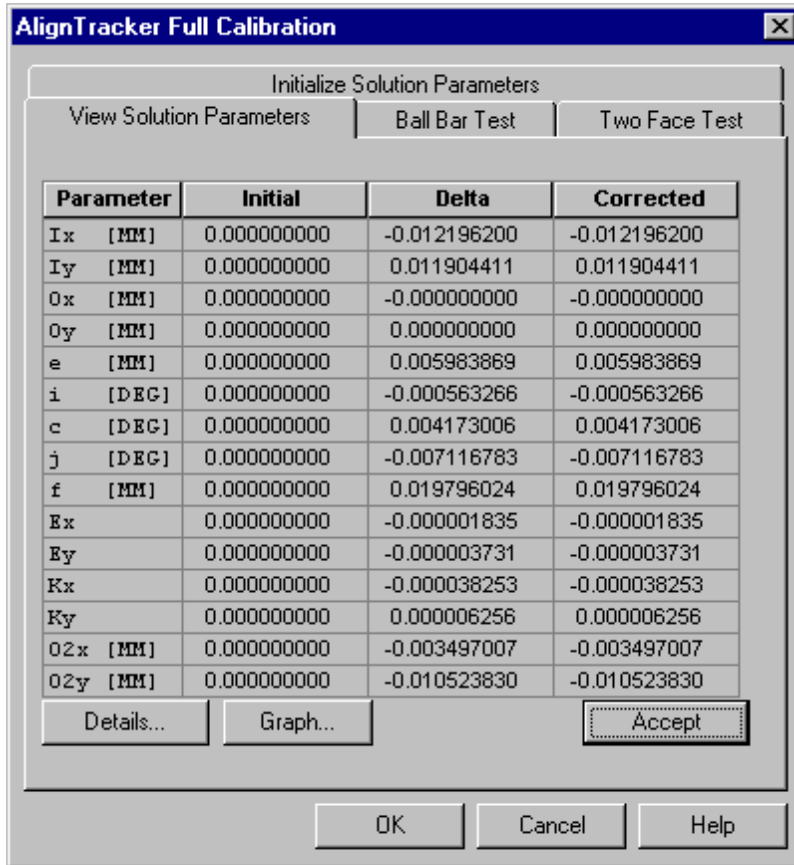 AlignTracker Full Calibration
Initialize Solution Parameters
View Solution Parameters Ball Bar Test Two Face Test
Parameter Initial Delta Corrected
Ix [MM] 0.000000000 -0.012196200 -0.012196200
Iy [MM] 0.000000000 0.011904411 0.011904411
Ox [MM] 0.000000000 -0.000000000 -0.000000000
Oy [MM] 0.000000000 0.000000000 0.000000000
e [MM] 0.000000000 0.005983869 0.005983869
i [DEG] 0.000000000 -0.000563266 -0.000563266
c [DEG] 0.000000000 0.004173006 0.004173006
j [DEG] 0.000000000 -0.007116783 -0.007116783
f [MM] 0.000000000 0.019796024 0.019796024
Ex 0.000000000 -0.000001835 -0.000001835
Ey 0.000000000 -0.000003731 -0.000003731
Kx 0.000000000 -0.000038253 -0.000038253
Ky 0.000000000 0.000006256 0.000006256
O2x [MM] 0.000000000 -0.003497007 -0.003497007
O2y [MM] 0.000000000 -0.010523830 -0.010523830
Details... Graph... Accept
OK Cancel Help